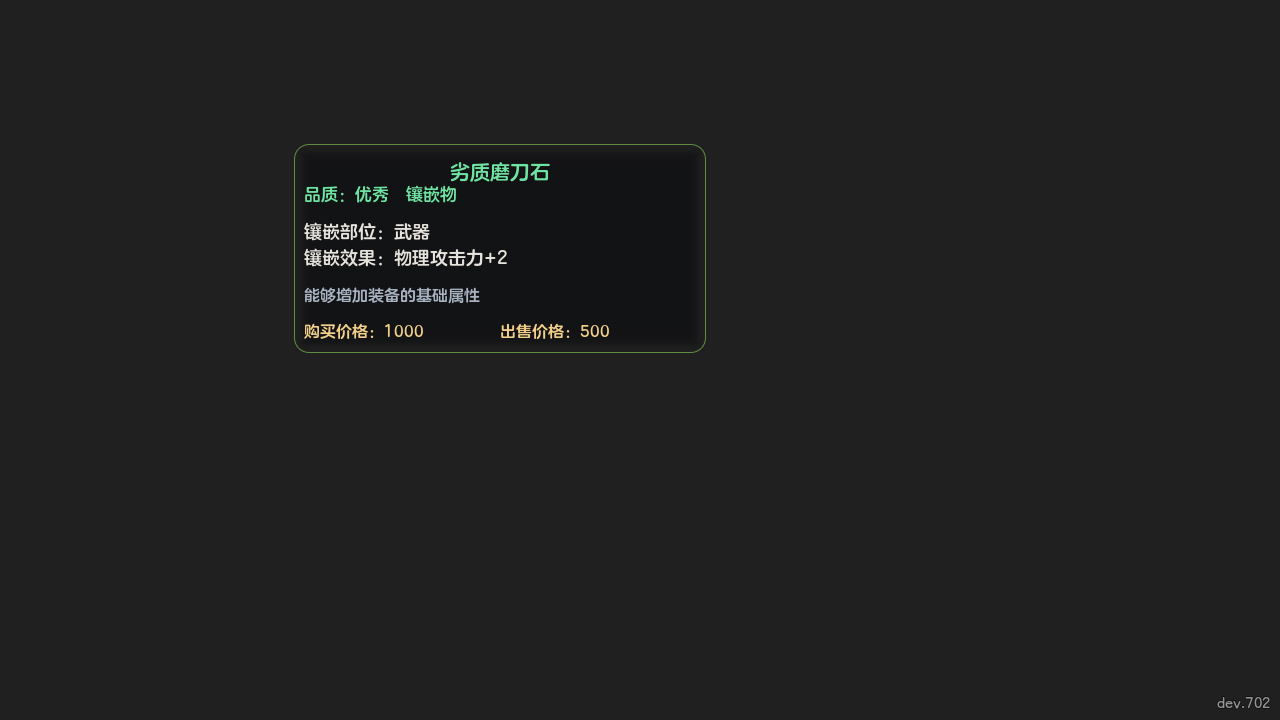 劣质磨刀石
品质：优秀　镶嵌物
镶嵌部位：武器
镶嵌效果：物理攻击力+2
能够增加装备的基础属性
购买价格：1000　出售价格：500
dev.702